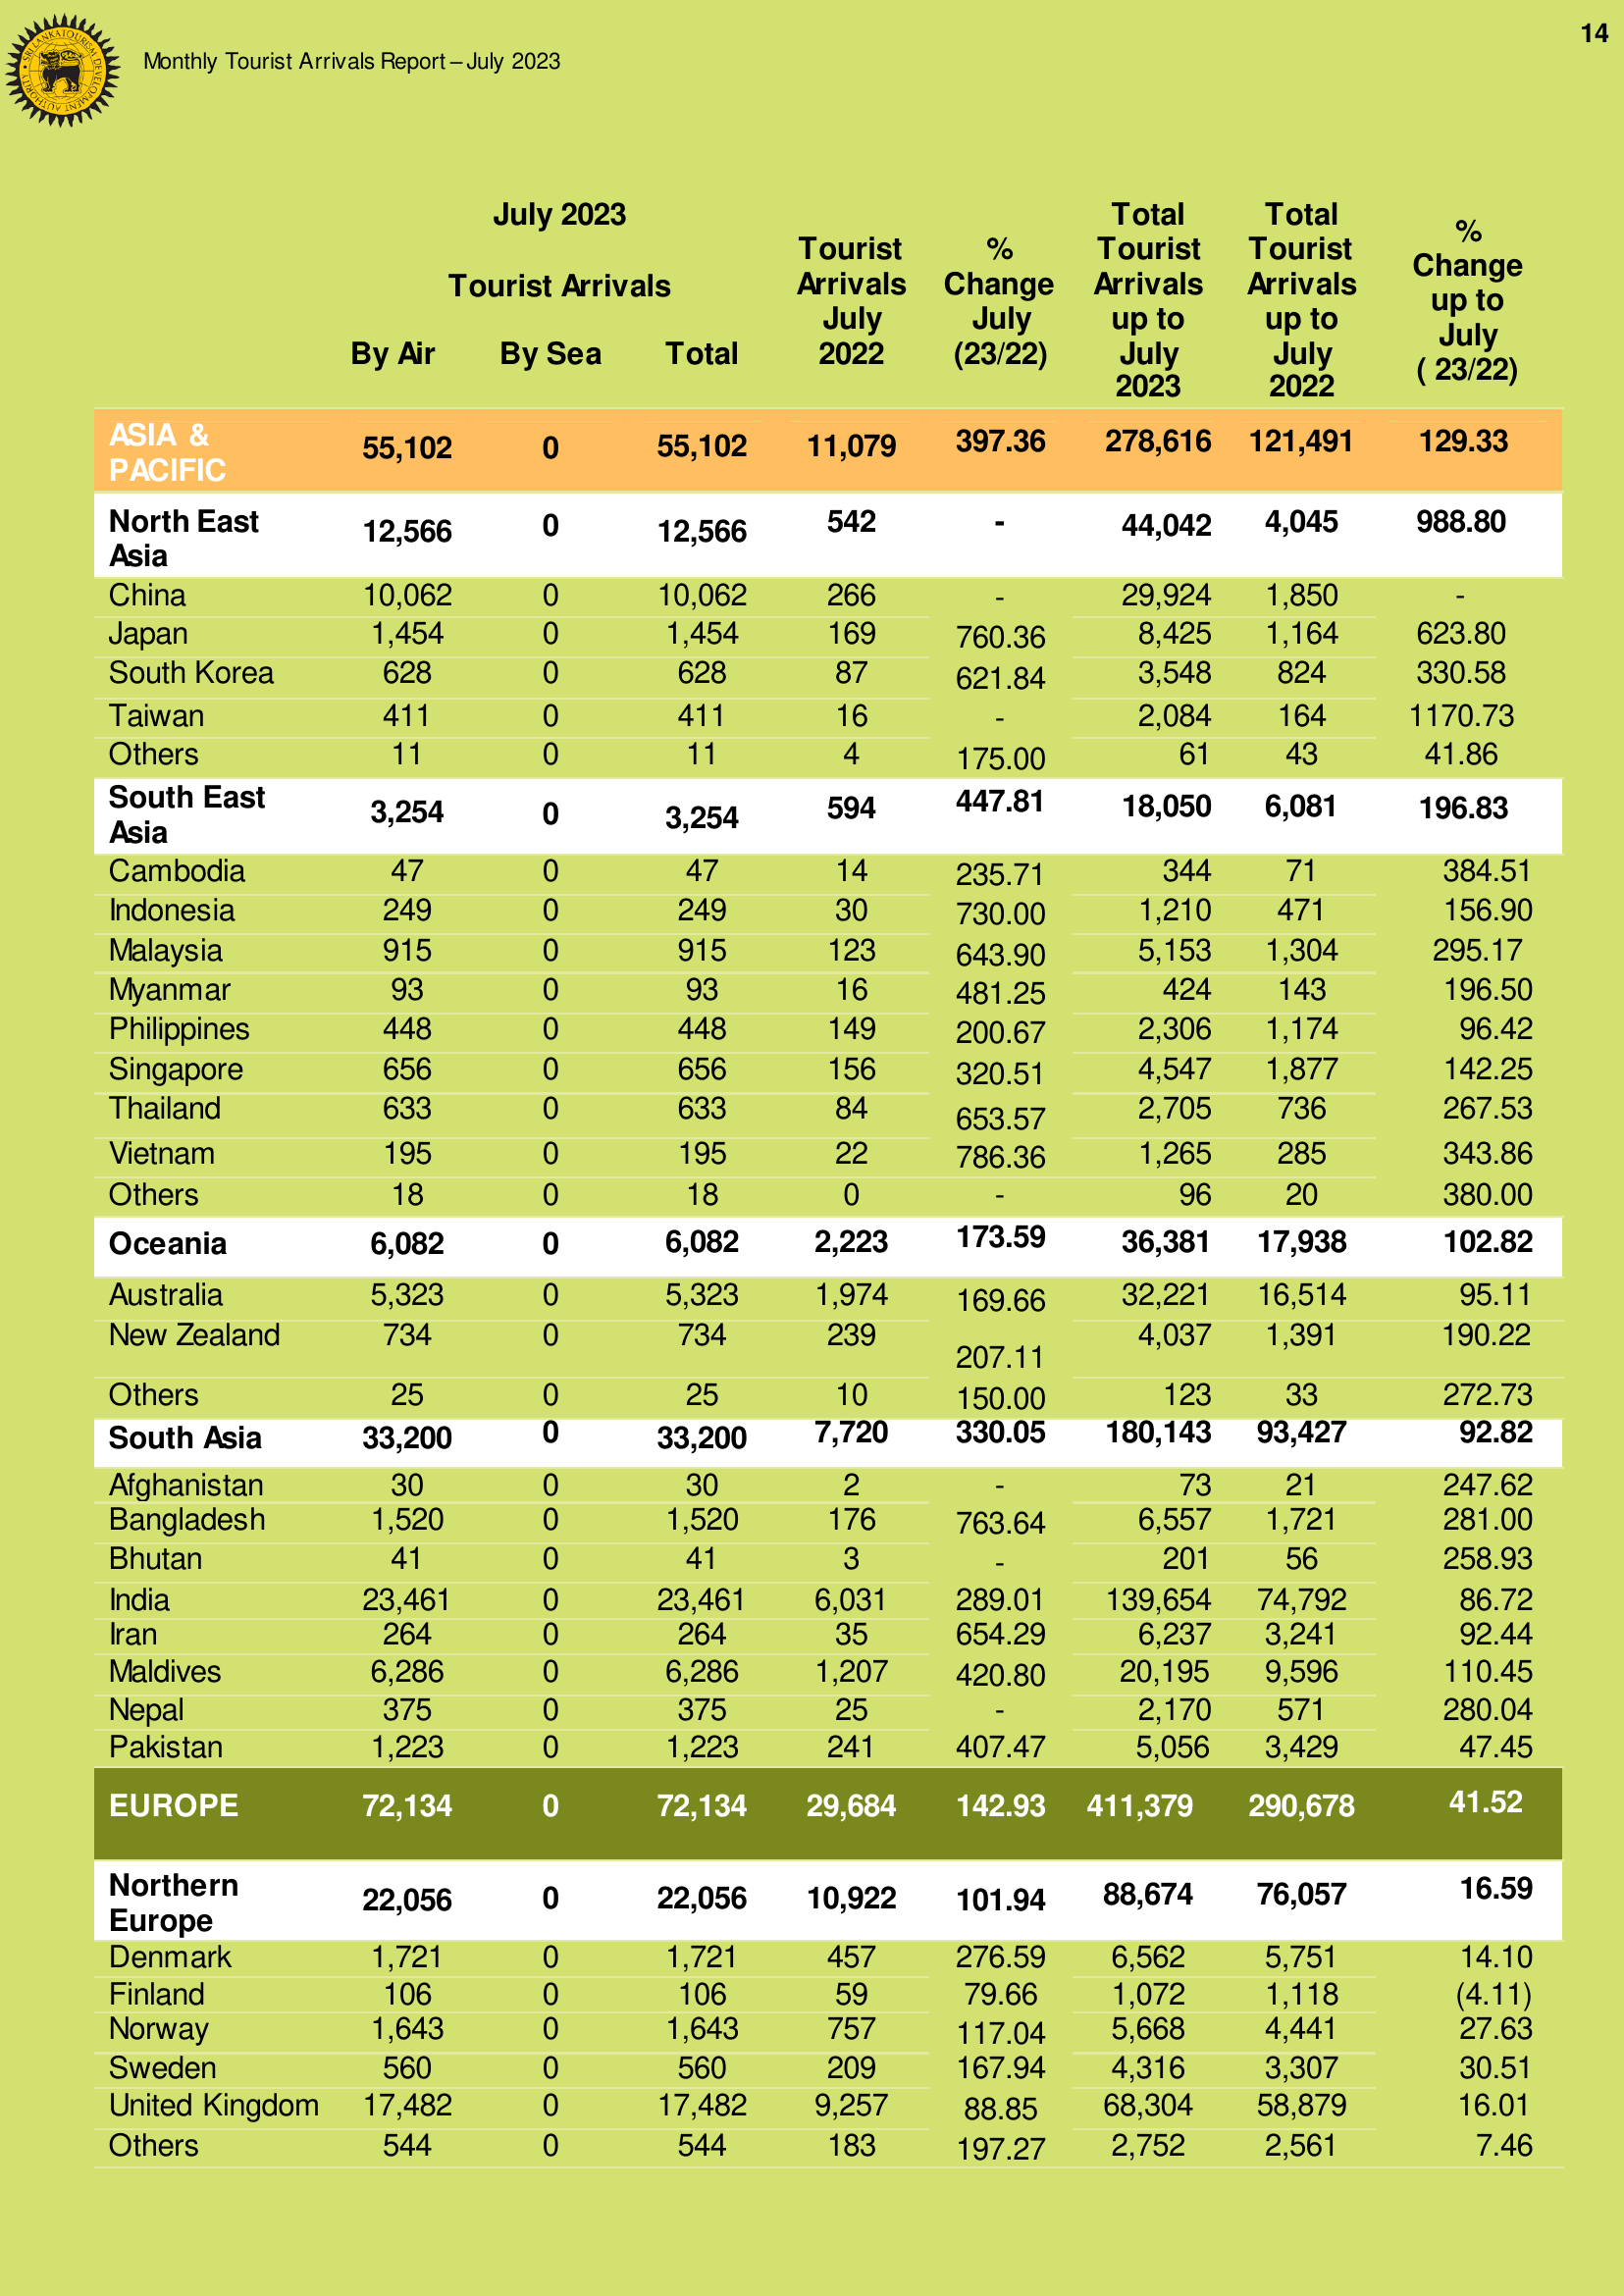 14
SRI LANKA TOURISM DEVELOPMENT AUTHORITY
Monthly Tourist Arrivals Report – July 2023
July 2023
Tourist Arrivals
By Air By Sea Total
Tourist
Arrivals
July
2022
%
Change
July
(23/22)
Total
Tourist
Arrivals
up to
July
2023
Total
Tourist
Arrivals
up to
July
2022
%
Change
up to
July
( 23/22)
ASIA &
PACIFIC 55,102 0 55,102 11,079 397.36 278,616 121,491 129.33
North East
Asia 12,566 0 12,566 542 - 44,042 4,045 988.80
China 10,062 0 10,062 266 - 29,924 1,850 -
Japan 1,454 0 1,454 169 760.36 8,425 1,164 623.80
South Korea 628 0 628 87 621.84 3,548 824 330.58
Taiwan 411 0 411 16 - 2,084 164 1170.73
Others 11 0 11 4 175.00 61 43 41.86
South East
Asia 3,254 0 3,254 594 447.81 18,050 6,081 196.83
Cambodia 47 0 47 14 235.71 344 71 384.51
Indonesia 249 0 249 30 730.00 1,210 471 156.90
Malaysia 915 0 915 123 643.90 5,153 1,304 295.17
Myanmar 93 0 93 16 481.25 424 143 196.50
Philippines 448 0 448 149 200.67 2,306 1,174 96.42
Singapore 656 0 656 156 320.51 4,547 1,877 142.25
Thailand 633 0 633 84 653.57 2,705 736 267.53
Vietnam 195 0 195 22 786.36 1,265 285 343.86
Others 18 0 18 0 - 96 20 380.00
Oceania 6,082 0 6,082 2,223 173.59 36,381 17,938 102.82
Australia 5,323 0 5,323 1,974 169.66 32,221 16,514 95.11
New Zealand 734 0 734 239 207.11 4,037 1,391 190.22
Others 25 0 25 10 150.00 123 33 272.73
South Asia 33,200 0 33,200 7,720 330.05 180,143 93,427 92.82
Afghanistan 30 0 30 2 - 73 21 247.62
Bangladesh 1,520 0 1,520 176 763.64 6,557 1,721 281.00
Bhutan 41 0 41 3 - 201 56 258.93
India 23,461 0 23,461 6,031 289.01 139,654 74,792 86.72
Iran 264 0 264 35 654.29 6,237 3,241 92.44
Maldives 6,286 0 6,286 1,207 420.80 20,195 9,596 110.45
Nepal 375 0 375 25 - 2,170 571 280.04
Pakistan 1,223 0 1,223 241 407.47 5,056 3,429 47.45
EUROPE 72,134 0 72,134 29,684 142.93 411,379 290,678 41.52
Northern
Europe 22,056 0 22,056 10,922 101.94 88,674 76,057 16.59
Denmark 1,721 0 1,721 457 276.59 6,562 5,751 14.10
Finland 106 0 106 59 79.66 1,072 1,118 (4.11)
Norway 1,643 0 1,643 757 117.04 5,668 4,441 27.63
Sweden 560 0 560 209 167.94 4,316 3,307 30.51
United Kingdom 17,482 0 17,482 9,257 88.85 68,304 58,879 16.01
Others 544 0 544 183 197.27 2,752 2,561 7.46